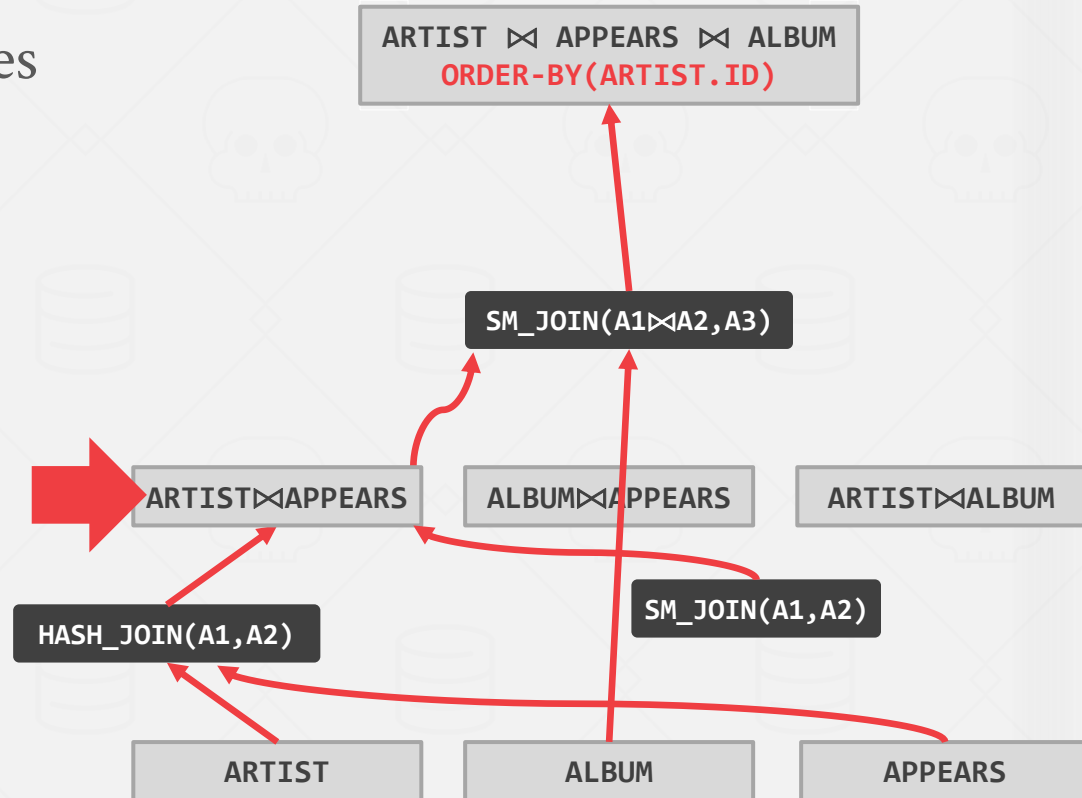 es
ARTIST ⋈ APPEARS ⋈ ALBUM
ORDER-BY(ARTIST.ID)
SM_JOIN(A1⋈A2,A3)
ARTIST⋈APPEARS
ALBUM⋈APPEARS
ARTIST⋈ALBUM
SM_JOIN(A1,A2)
HASH_JOIN(A1,A2)
ARTIST
ALBUM
APPEARS